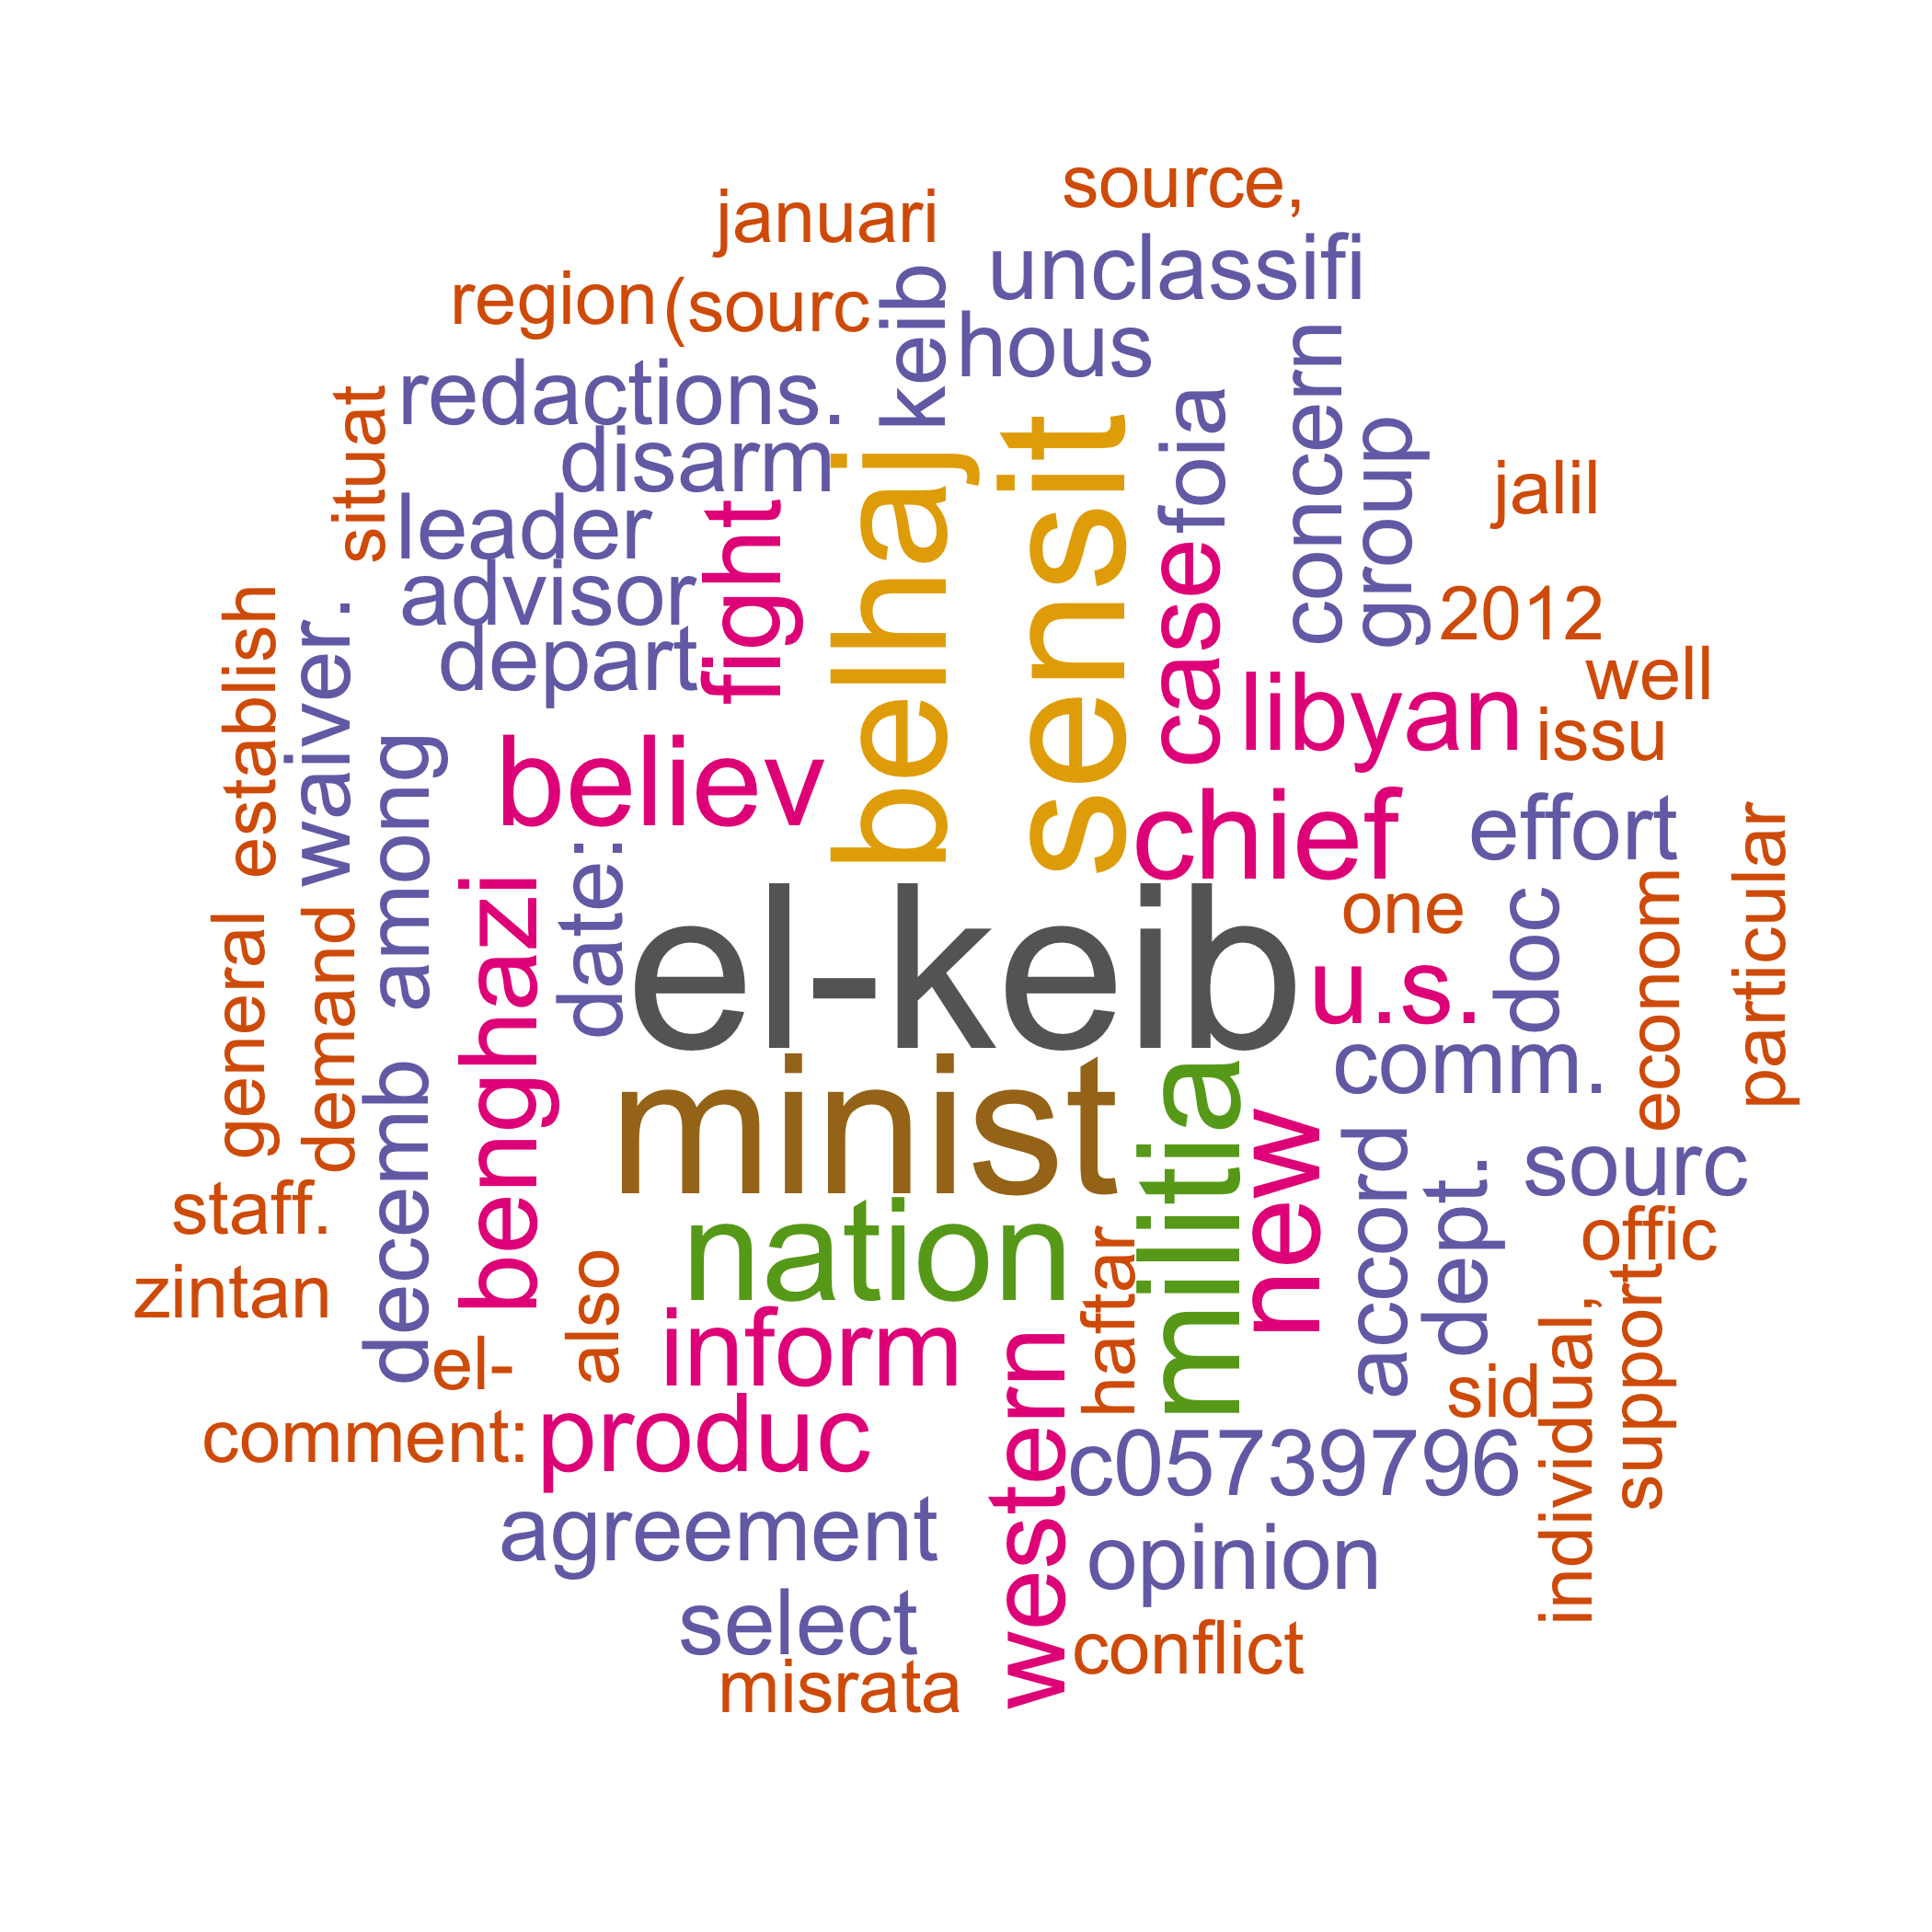 source,
januari
unclassifi
region
(sourc
keib
hous
redactions.
concern
situat
disarm
belhaj
sensit
foia
group
jalil
leader
fight
case
advisor
2012
depart
establish
waiver.
libyan
well
issu
among
believ
chief
effort
particular
date:
el-keib
one
doc
econom
general
demand
benghazi
u.s.
comm.
decemb
minist
militia
new
accord
dept.
sourc
staff.
nation
offic
zintan
also
haftar
individual,
support
el-
inform
western
sid
comment:
produc
c05739796
agreement
opinion
select
conflict
misrata